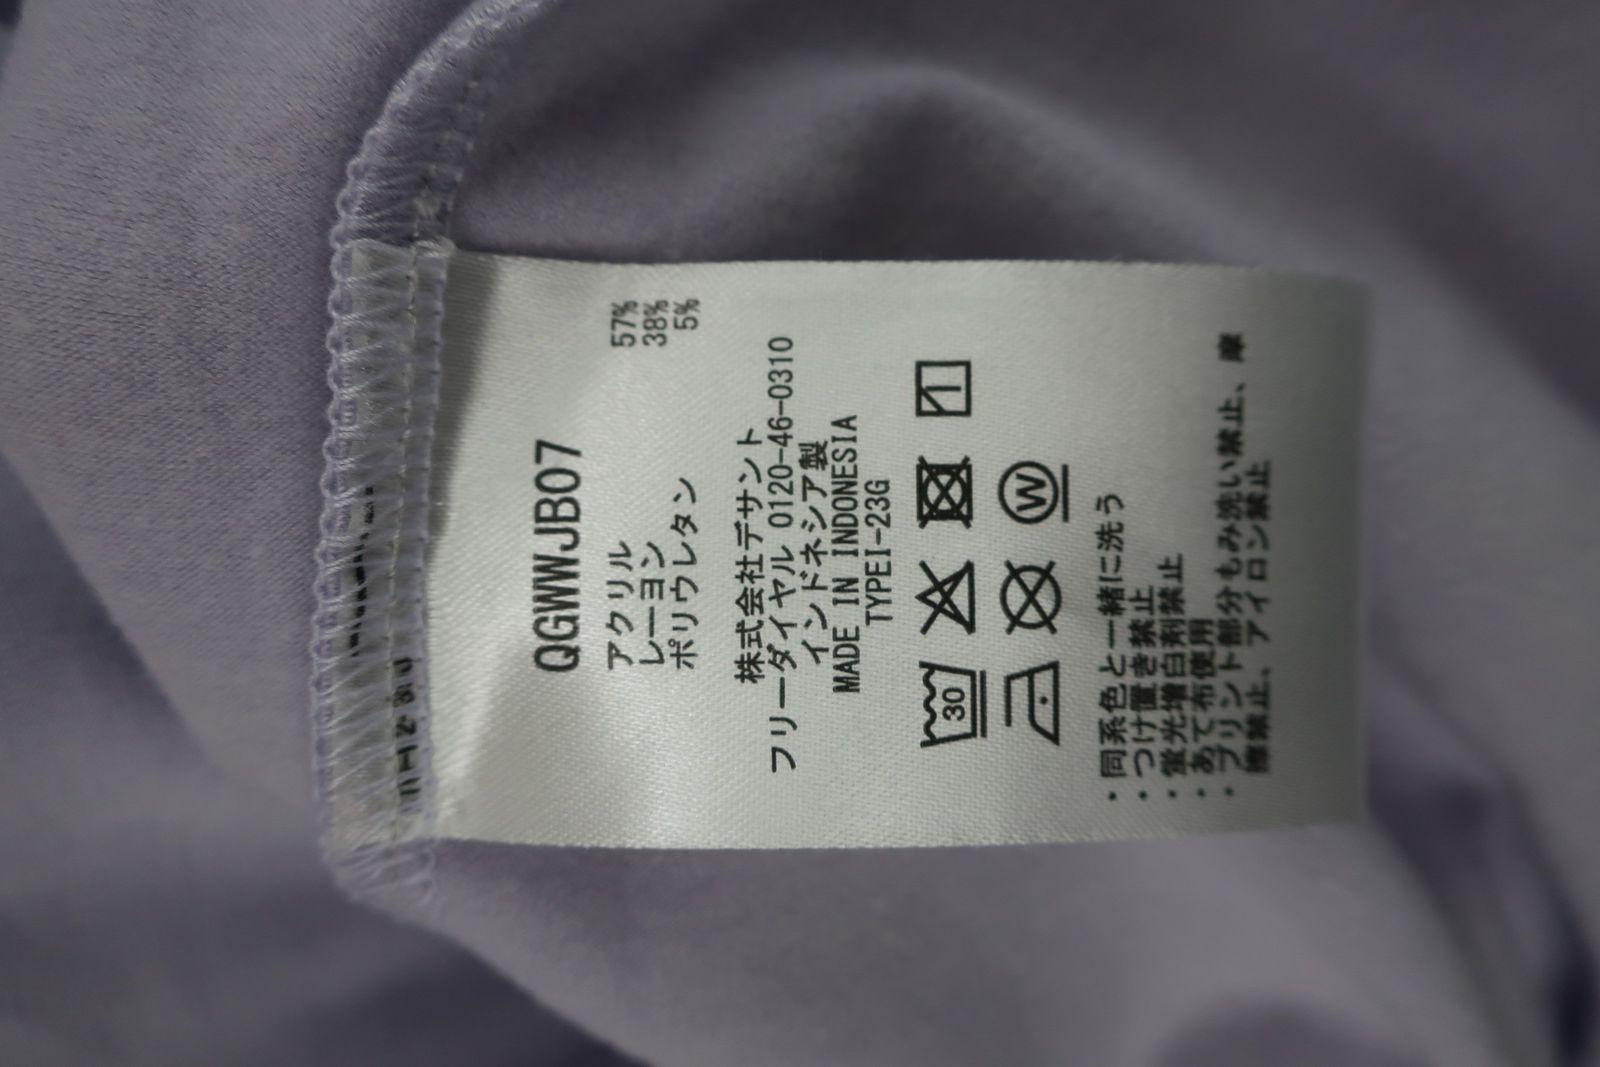 QGWWJB07
アクリル 57%
レーヨン 38%
ポリウレタン 5%
株式会社デサント
フリーダイヤル 0120-46-0310
インドネシア製
MADE IN INDONESIA
TYPEI-23G
30
W
・同系色と一緒に洗う
・つけ置き禁止
・蛍光増白剤禁止
・あて布使用
・プリント部分もみ洗い禁止、摩
擦禁止、アイロン禁止